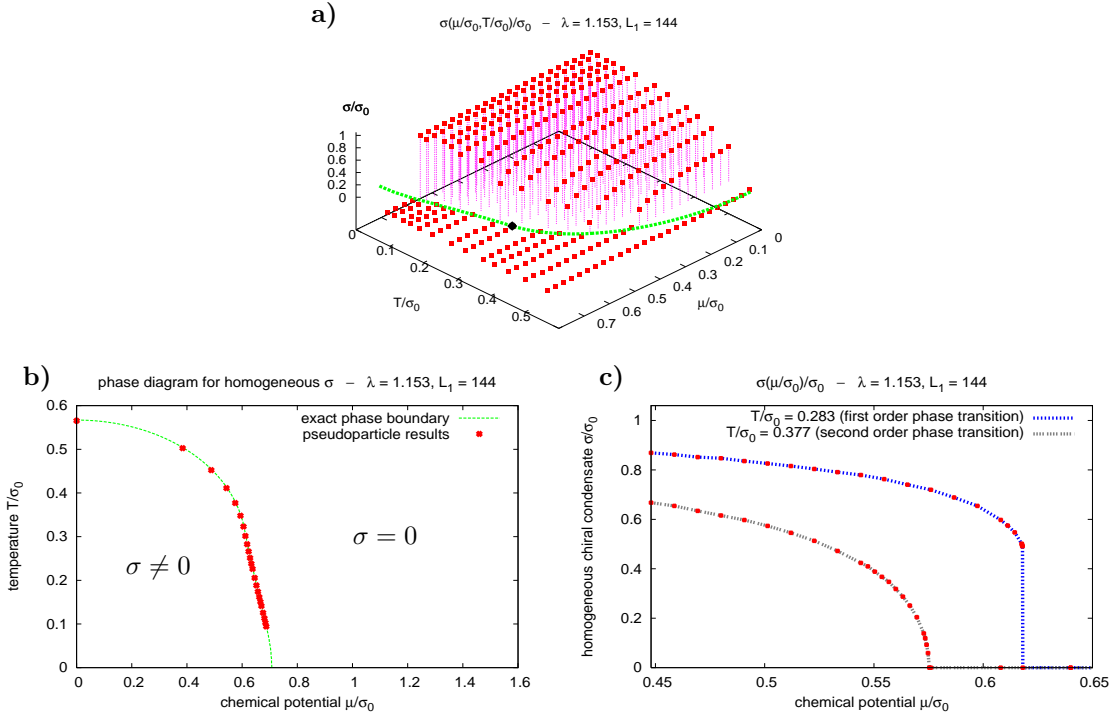 a)
σ(μ/σ₀,T/σ₀)/σ₀ – λ = 1.153, L₁ = 144
σ/σ₀
1
0.8
0.6
0.4
0.2
0
0
0.1
0.2
0.3
0.4
0.5
T/σ₀
0
0.1
0.2
0.3
0.4
0.5
0.6
0.7
μ/σ₀
b)
phase diagram for homogeneous σ – λ = 1.153, L₁ = 144
0.6
0.5
0.4
0.3
0.2
0.1
0
temperature T/σ₀
exact phase boundary
pseudoparticle results
σ ≠ 0
σ = 0
0 0.2 0.4 0.6 0.8 1 1.2 1.4 1.6
chemical potential μ/σ₀
c)
σ(μ/σ₀)/σ₀ – λ = 1.153, L₁ = 144
1
0.8
0.6
0.4
0.2
0
homogeneous chiral condensate σ/σ₀
T/σ₀ = 0.283 (first order phase transition)
T/σ₀ = 0.377 (second order phase transition)
0.45 0.5 0.55 0.6 0.65
chemical potential μ/σ₀